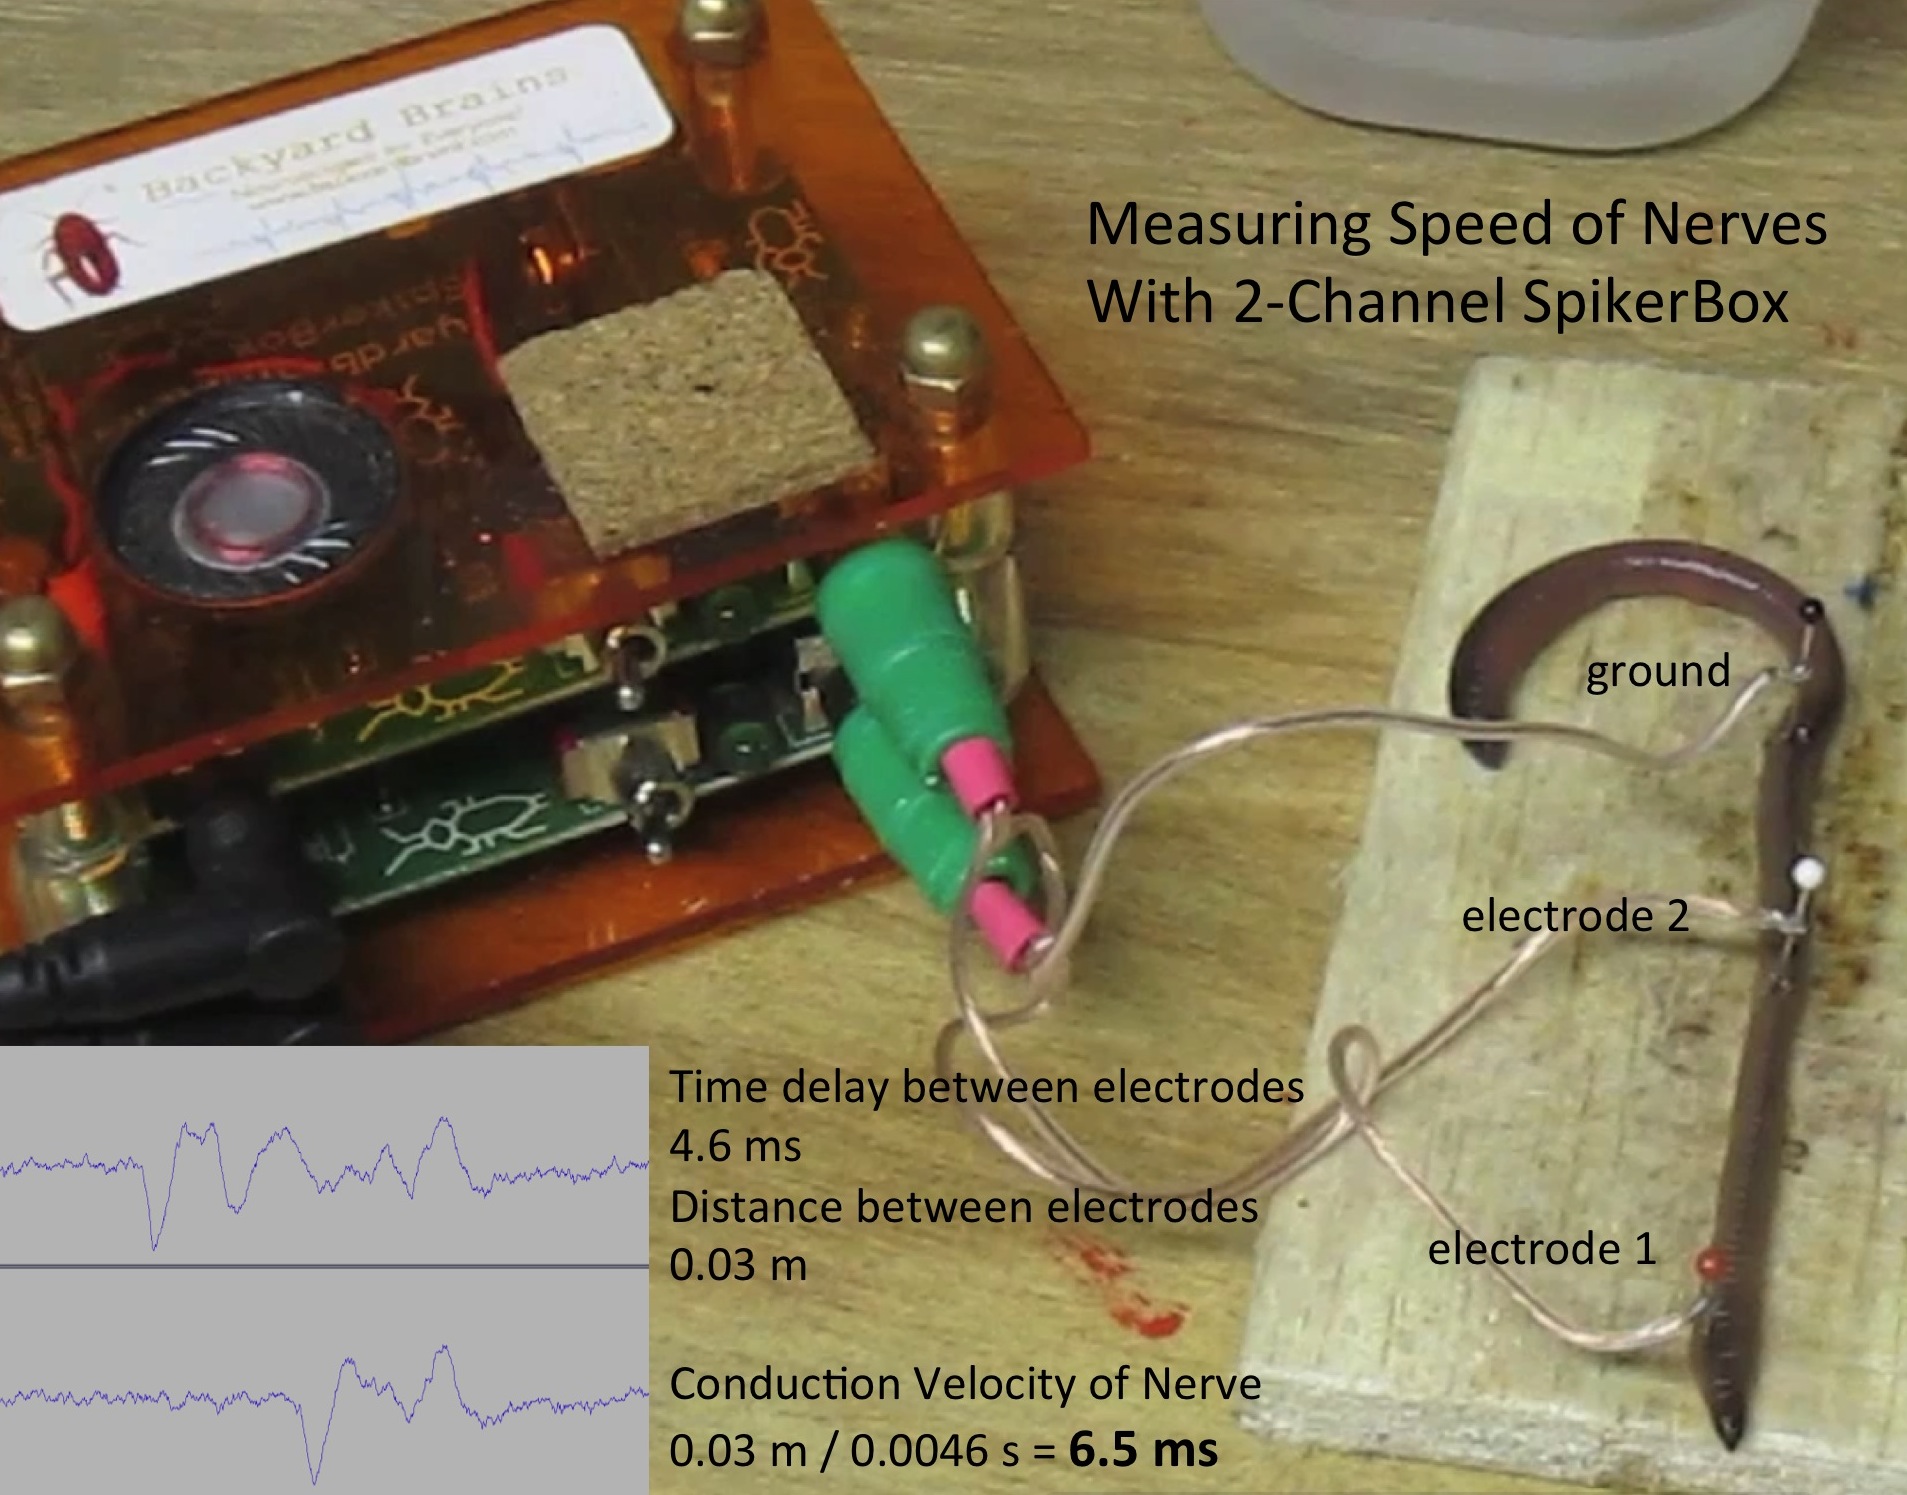 Backyard Brains
Measuring Speed of Nerves
With 2-Channel SpikerBox
ground
electrode 2
electrode 1
Time delay between electrodes
4.6 ms
Distance between electrodes
0.03 m
Conduction Velocity of Nerve
0.03 m / 0.0046 s = 6.5 ms